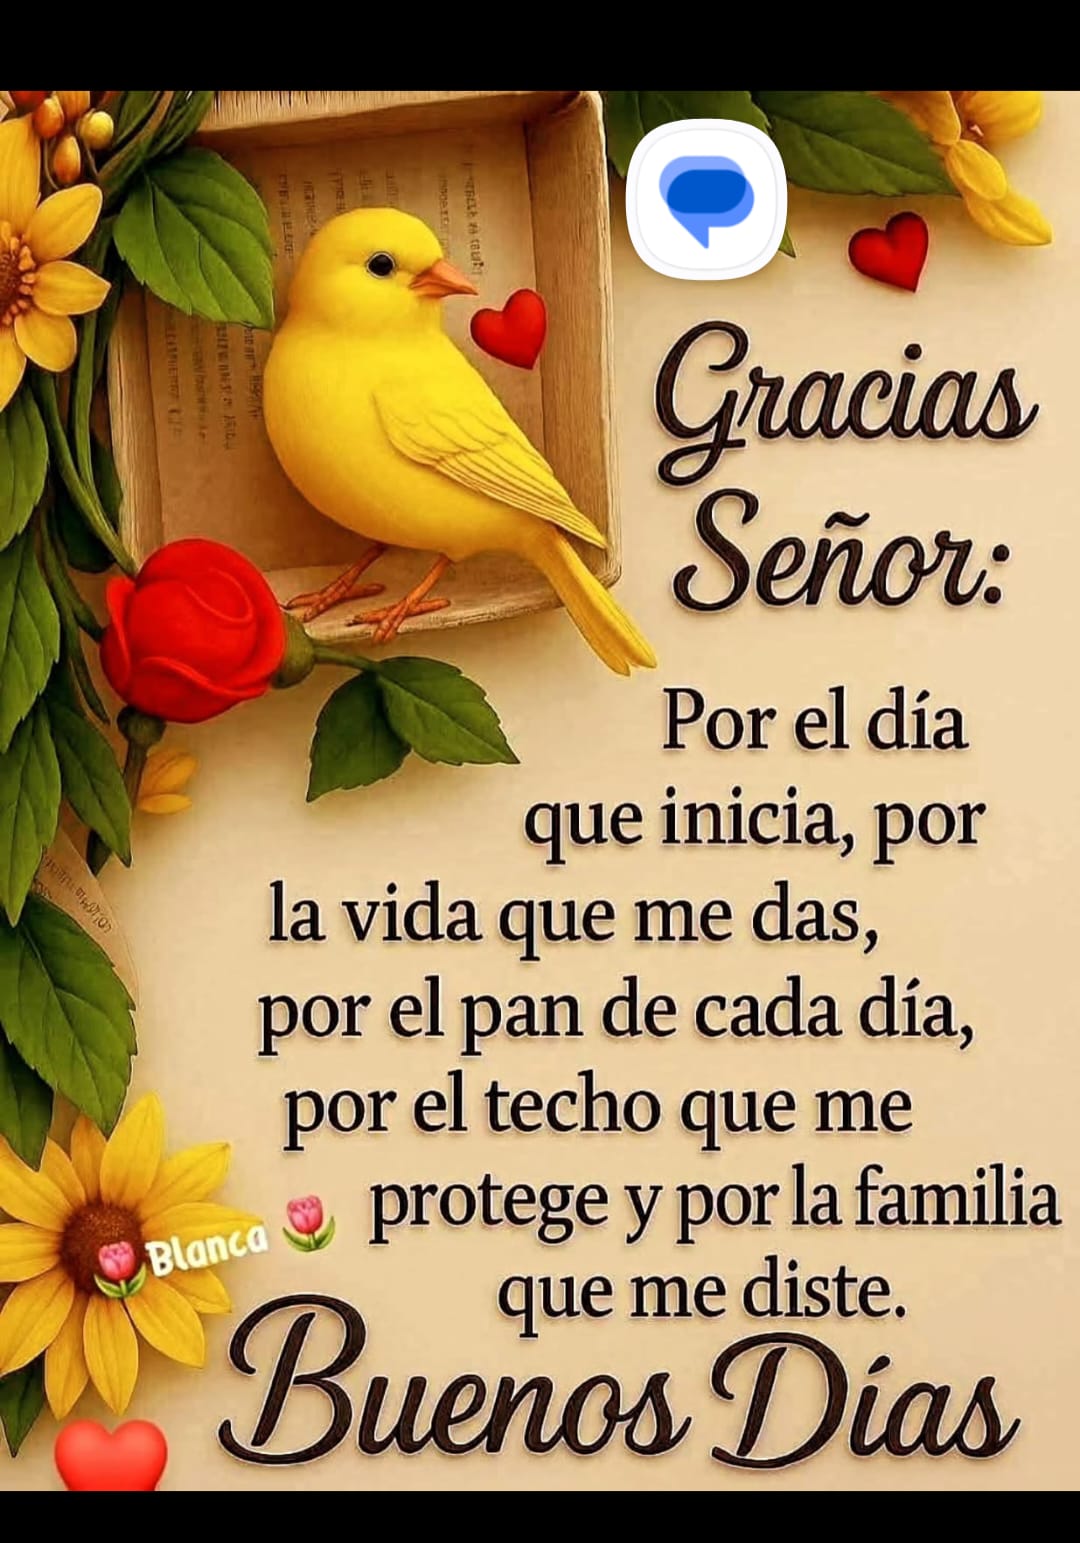 Gracias
Señor:
Por el día
que inicia, por
la vida que me das,
por el pan de cada día,
por el techo que me
protege y por la familia
que me diste.
Blanca
Buenos Días